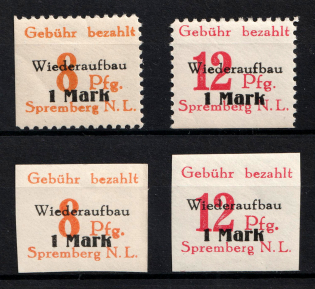 Gebühr bezahlt
8 Pfg.
Wiederaufbau
1 Mark
Spremberg N.L.
Gebühr bezahlt
12 Pfg.
Wiederaufbau
1 Mark
Spremberg N.L.
Gebühr bezahlt
8 Pfg.
Wiederaufbau
1 Mark
Spremberg N.L.
Gebühr bezahlt
12 Pfg.
Wiederaufbau
1 Mark
Spremberg N.L.